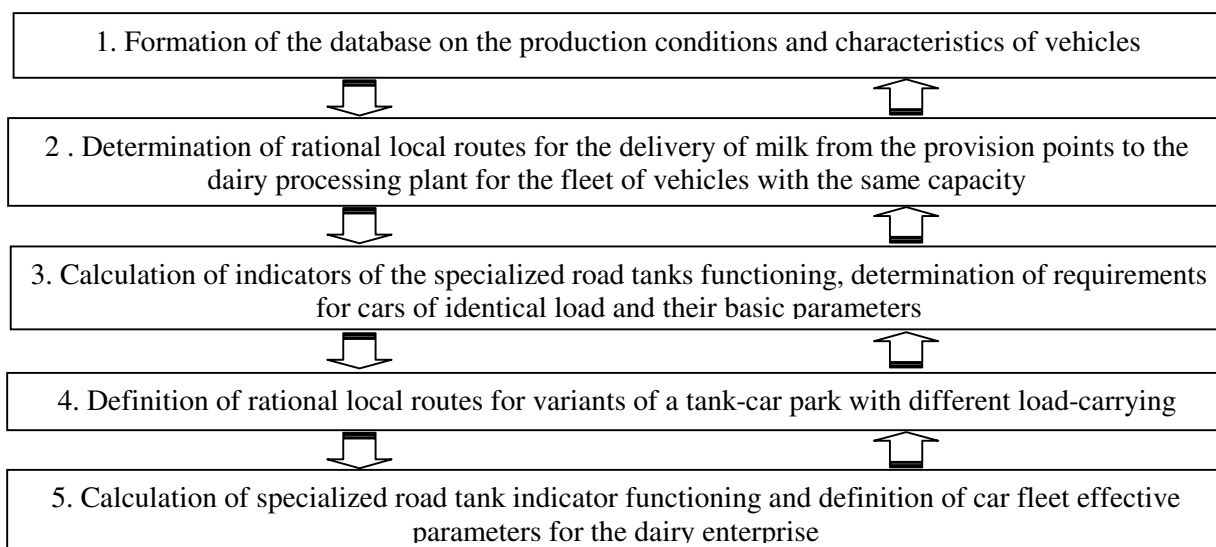 1. Formation of the database on the production conditions and characteristics of vehicles
2 . Determination of rational local routes for the delivery of milk from the provision points to the
dairy processing plant for the fleet of vehicles with the same capacity
3. Calculation of indicators of the specialized road tanks functioning, determination of requirements
for cars of identical load and their basic parameters
4. Definition of rational local routes for variants of a tank-car park with different load-carrying
5. Calculation of specialized road tank indicator functioning and definition of car fleet effective
parameters for the dairy enterprise